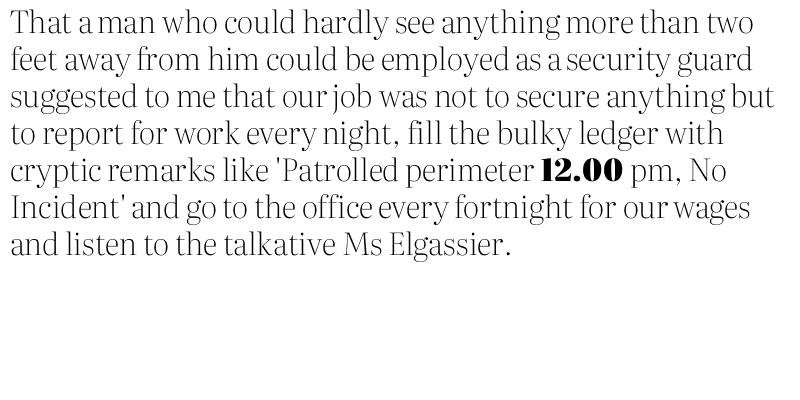 That a man who could hardly see anything more than two
feet away from him could be employed as a security guard
suggested to me that our job was not to secure anything but
to report for work every night, fill the bulky ledger with
cryptic remarks like 'Patrolled perimeter 12.00 pm, No
Incident' and go to the office every fortnight for our wages
and listen to the talkative Ms Elgassier.